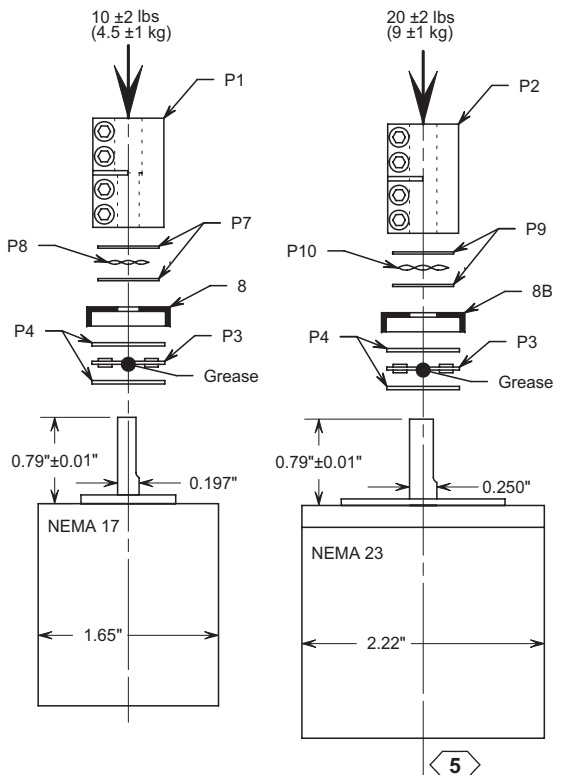 10 ±2 lbs
(4.5 ±1 kg)
P1
P7
P8
8
P4
P3
Grease
0.79"±0.01"
0.197"
NEMA 17
1.65"
20 ±2 lbs
(9 ±1 kg)
P2
P9
P10
8B
P4
P3
Grease
0.79"±0.01"
0.250"
NEMA 23
2.22"
5